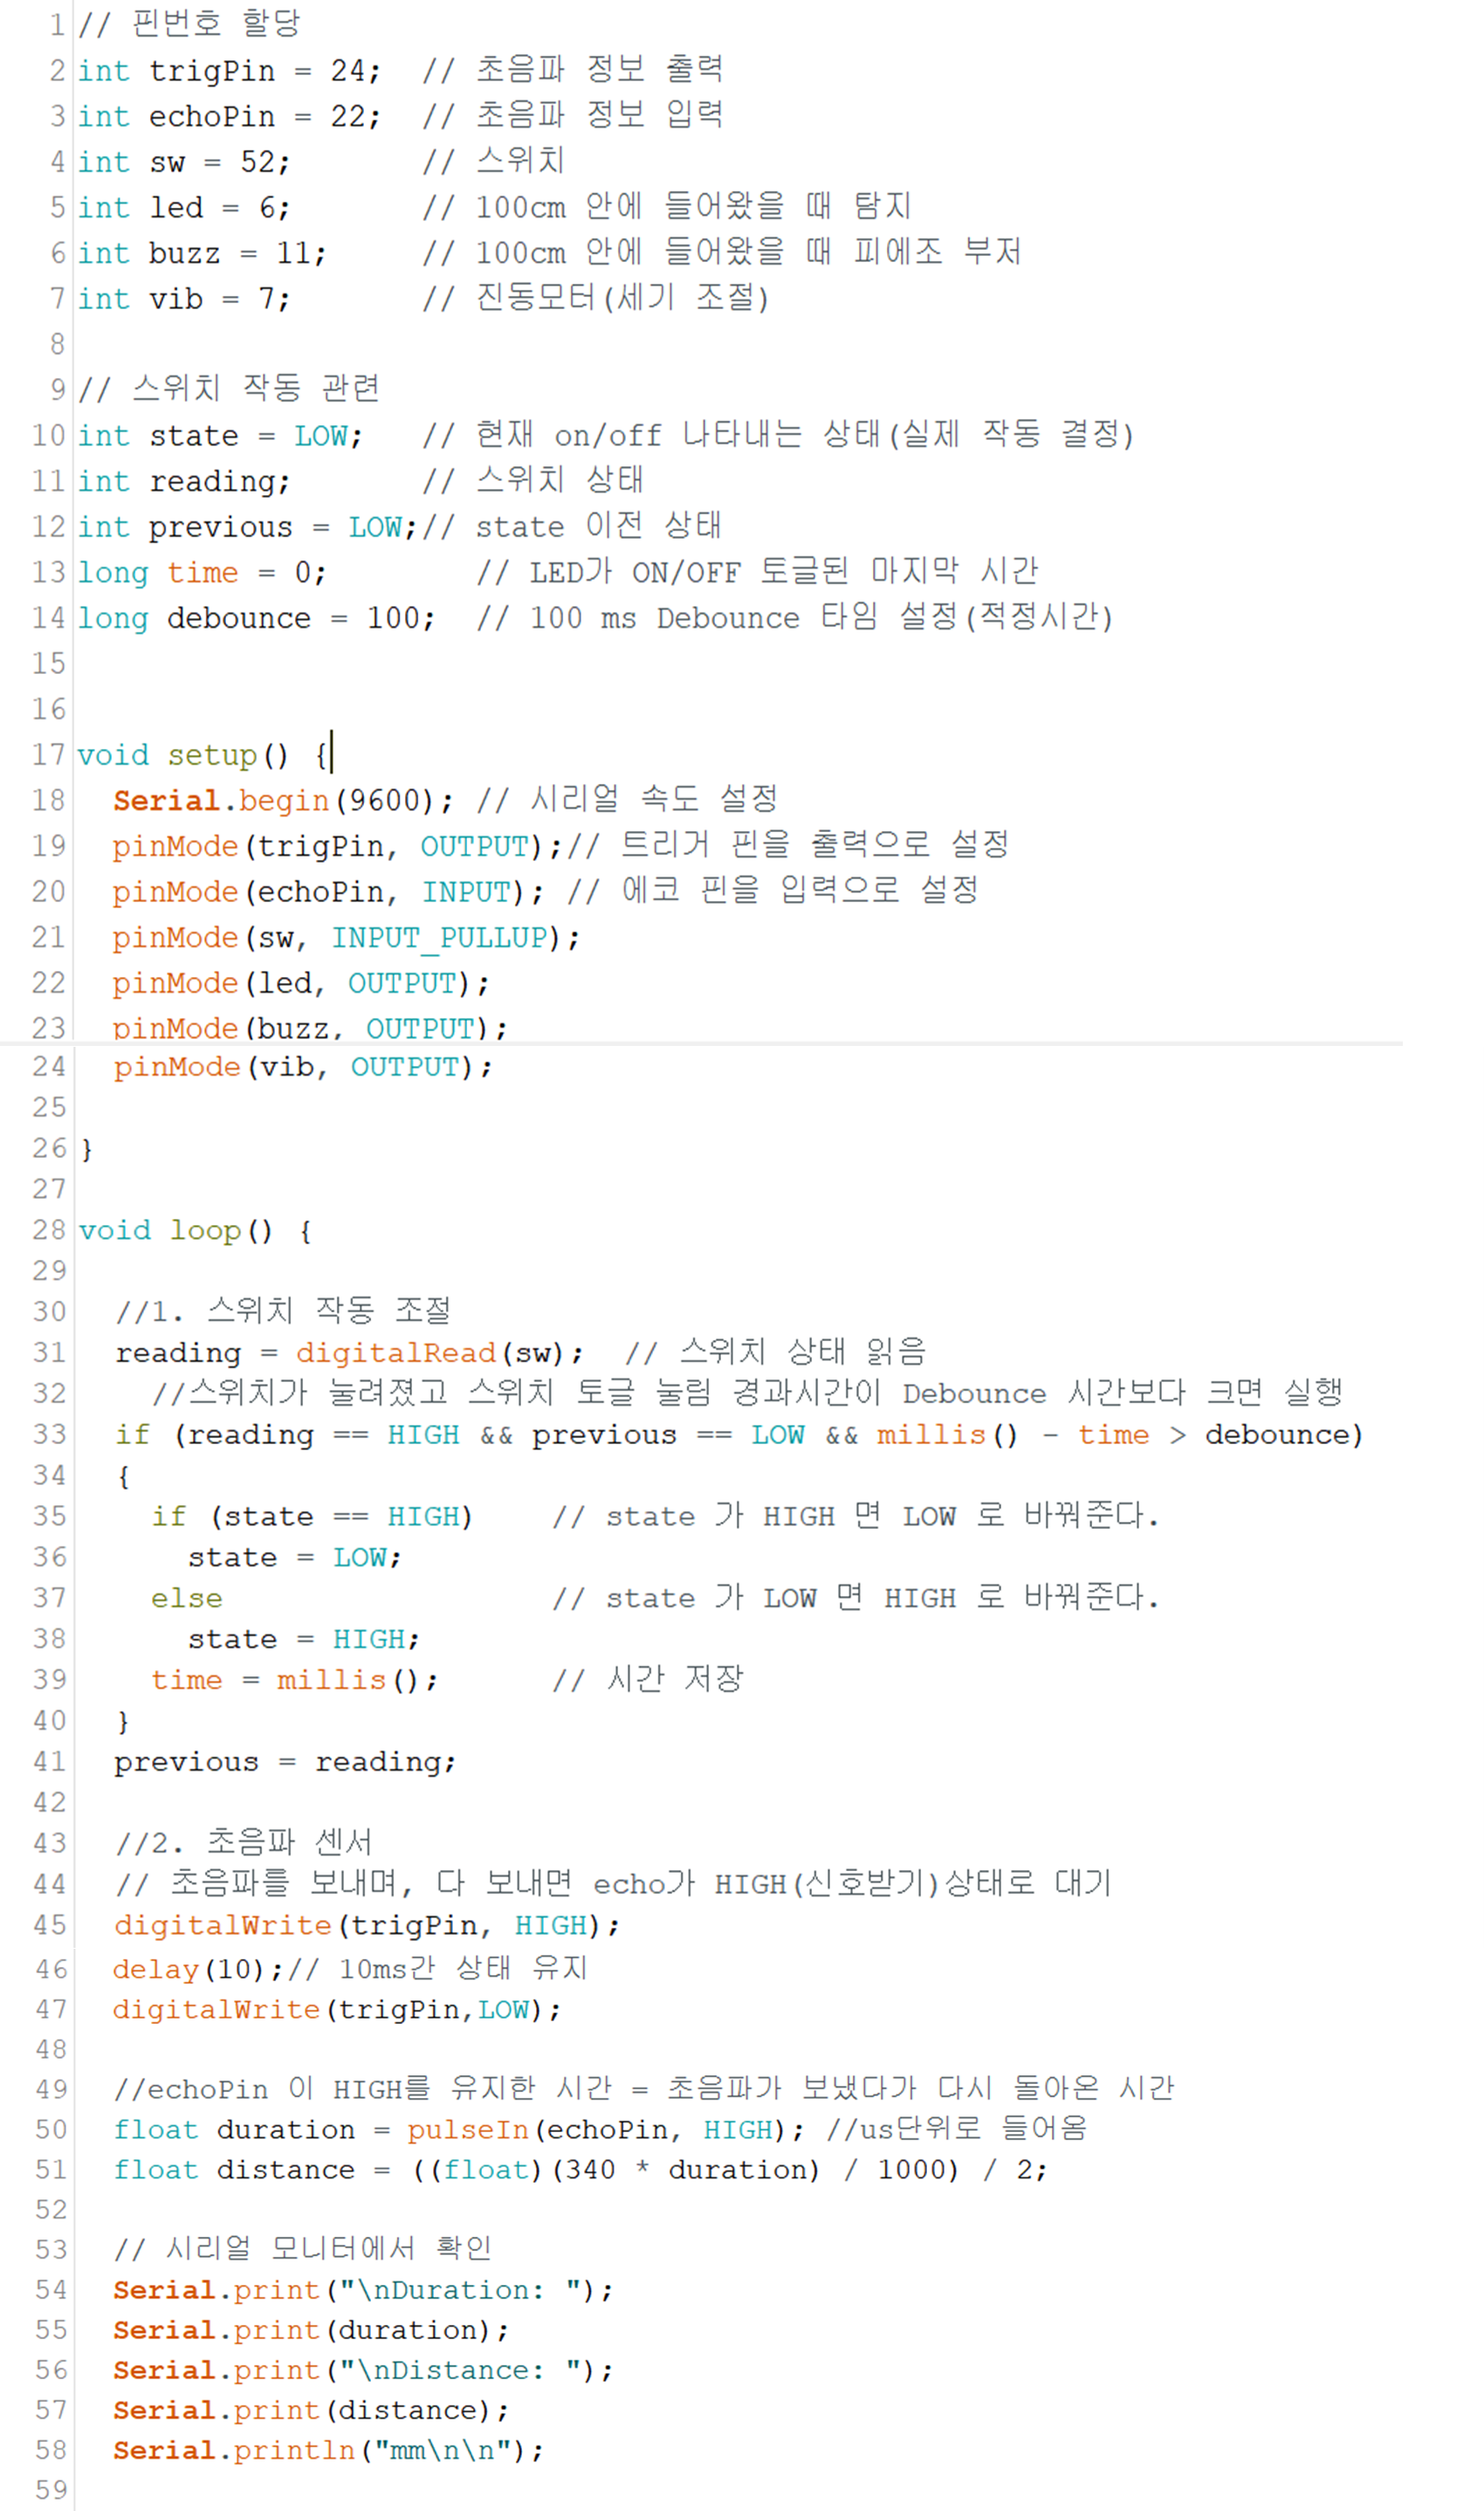 1 // 핀번호 할당
2 int trigPin = 24;  // 초음파 정보 출력
3 int echoPin = 22;  // 초음파 정보 입력
4 int sw = 52;       // 스위치
5 int led = 6;       // 100cm 안에 들어왔을 때 탐지
6 int buzz = 11;     // 100cm 안에 들어왔을 때 피에조 부저
7 int vib = 7;       // 진동모터(세기 조절)
8
9 // 스위치 작동 관련
10 int state = LOW;   // 현재 on/off 나타내는 상태(실제 작동 결정)
11 int reading;       // 스위치 상태
12 int previous = LOW;// state 이전 상태
13 long time = 0;        // LED가 ON/OFF 토글된 마지막 시간
14 long debounce = 100;  // 100 ms Debounce 타임 설정(적정시간)
15
16
17 void setup() {
18   Serial.begin(9600); // 시리얼 속도 설정
19   pinMode(trigPin, OUTPUT);// 트리거 핀을 출력으로 설정
20   pinMode(echoPin, INPUT); // 에코 핀을 입력으로 설정
21   pinMode(sw, INPUT_PULLUP);
22   pinMode(led, OUTPUT);
23   pinMode(buzz, OUTPUT);
24   pinMode(vib, OUTPUT);
25
26 }
27
28 void loop() {
29
30   //1. 스위치 작동 조절
31   reading = digitalRead(sw);  // 스위치 상태 읽음
32     //스위치가 눌려졌고 스위치 토글 눌림 경과시간이 Debounce 시간보다 크면 실행
33   if (reading == HIGH && previous == LOW && millis() - time > debounce)
34   {
35     if (state == HIGH)    // state 가 HIGH 면 LOW 로 바꿔준다.
36       state = LOW;
37     else                  // state 가 LOW 면 HIGH 로 바꿔준다.
38       state = HIGH;
39     time = millis();      // 시간 저장
40   }
41   previous = reading;
42
43   //2. 초음파 센서
44   // 초음파를 보내며, 다 보내면 echo가 HIGH(신호받기)상태로 대기
45   digitalWrite(trigPin, HIGH);
46   delay(10);// 10ms간 상태 유지
47   digitalWrite(trigPin,LOW);
48
49   //echoPin 이 HIGH를 유지한 시간 = 초음파가 보냈다가 다시 돌아온 시간
50   float duration = pulseIn(echoPin, HIGH); //us단위로 들어옴
51   float distance = ((float)(340 * duration) / 1000) / 2;
52
53   // 시리얼 모니터에서 확인
54   Serial.print("\nDuration: ");
55   Serial.print(duration);
56   Serial.print("\nDistance: ");
57   Serial.print(distance);
58   Serial.println("mm\n\n");
59